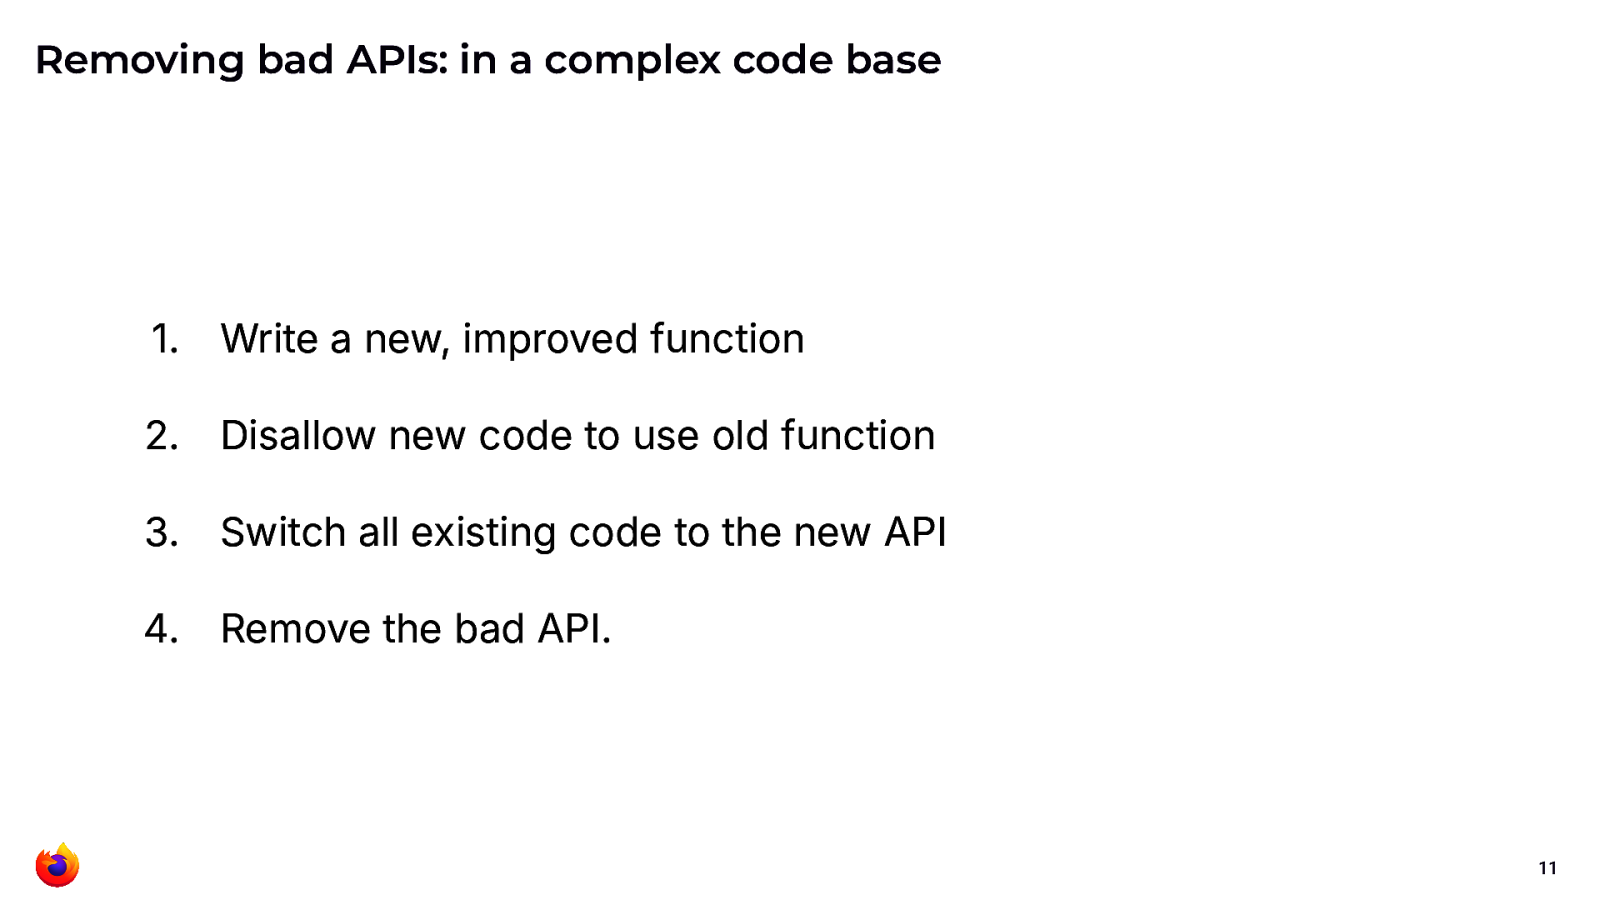 Removing bad APIs: in a complex code base
1. Write a new, improved function
2. Disallow new code to use old function
3. Switch all existing code to the new API
4. Remove the bad API.
11